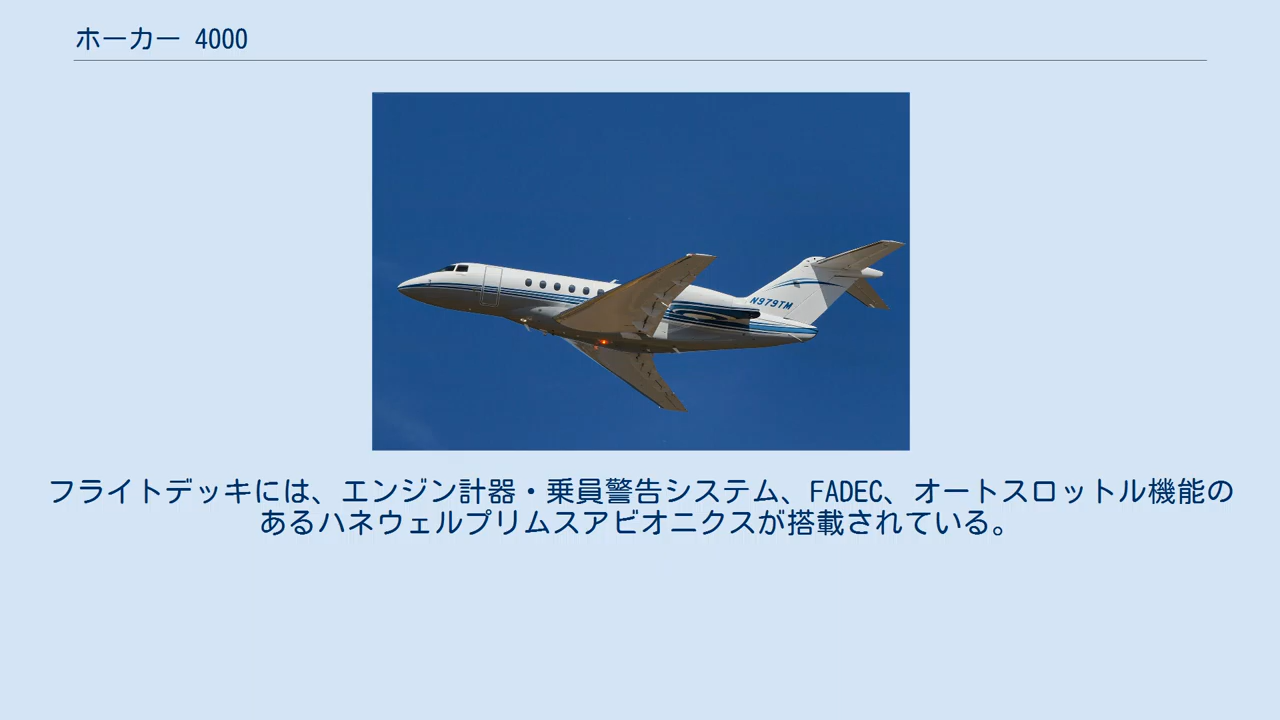 ホーカー 4000
N979TM
フライトデッキには、エンジン計器・乗員警告システム、FADEC、オートスロットル機能の
あるハネウェルプリムスアビオニクスが搭載されている。